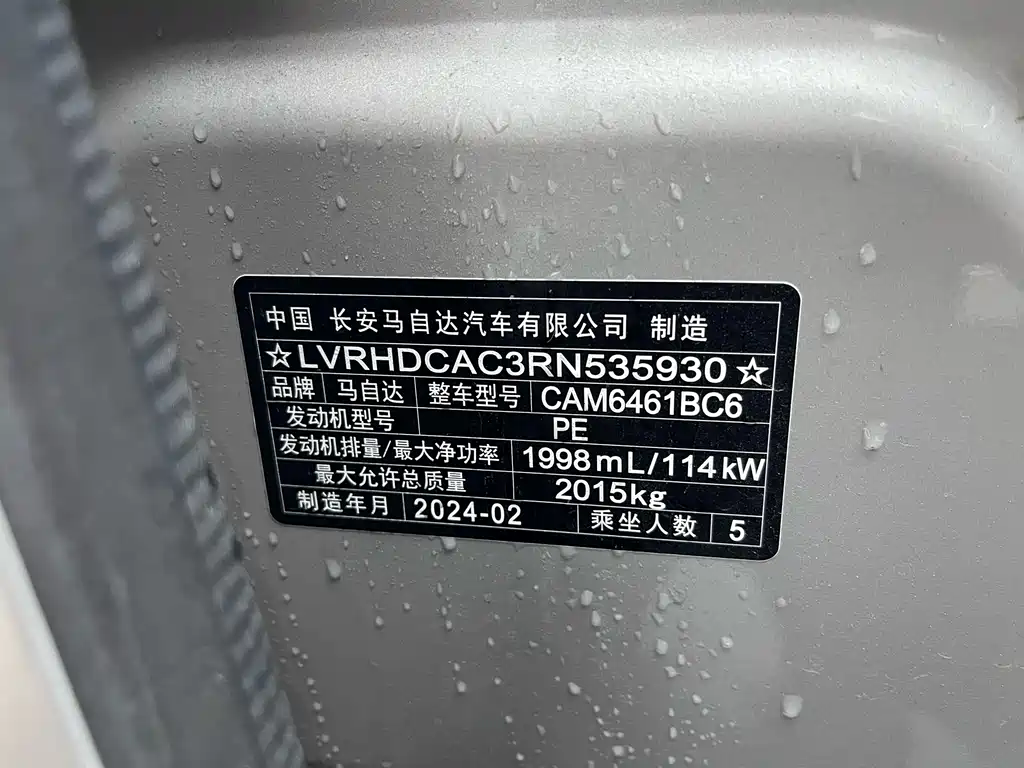 中国 长安马自达汽车有限公司 制造
☆LVRHDCAC3RN535930☆
品牌 马自达 整车型号 CAM6461BC6
发动机型号 PE
发动机排量/最大净功率 1998mL/114kW
最大允许总质量 2015kg
制造年月 2024-02 乘坐人数 5